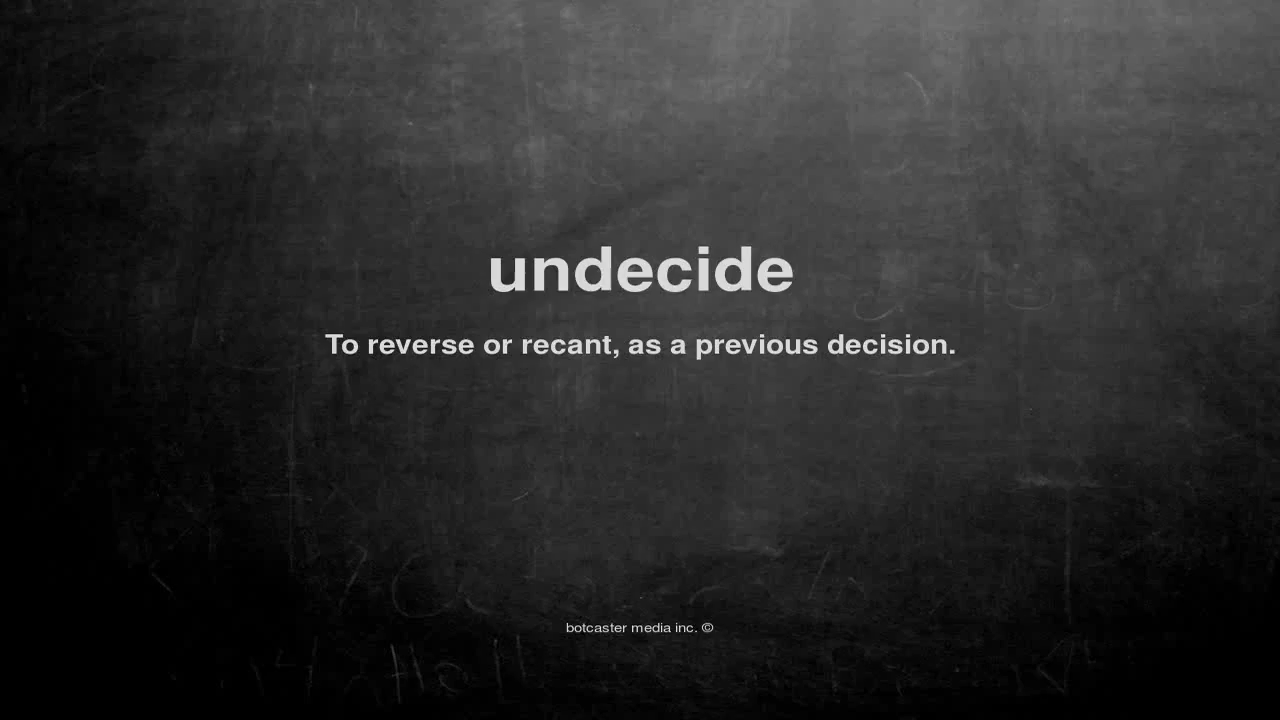 undecide
To reverse or recant, as a previous decision.
botcaster media inc. ©